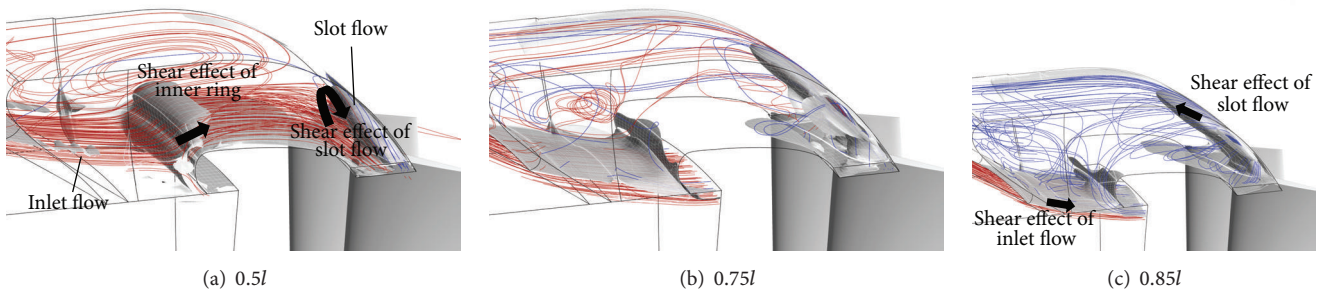 Slot flow
Shear effect of
inner ring
Shear effect of
slot flow
Inlet flow
(a) 0.5l
(b) 0.75l
Shear effect of
slot flow
Shear effect of
inlet flow
(c) 0.85l